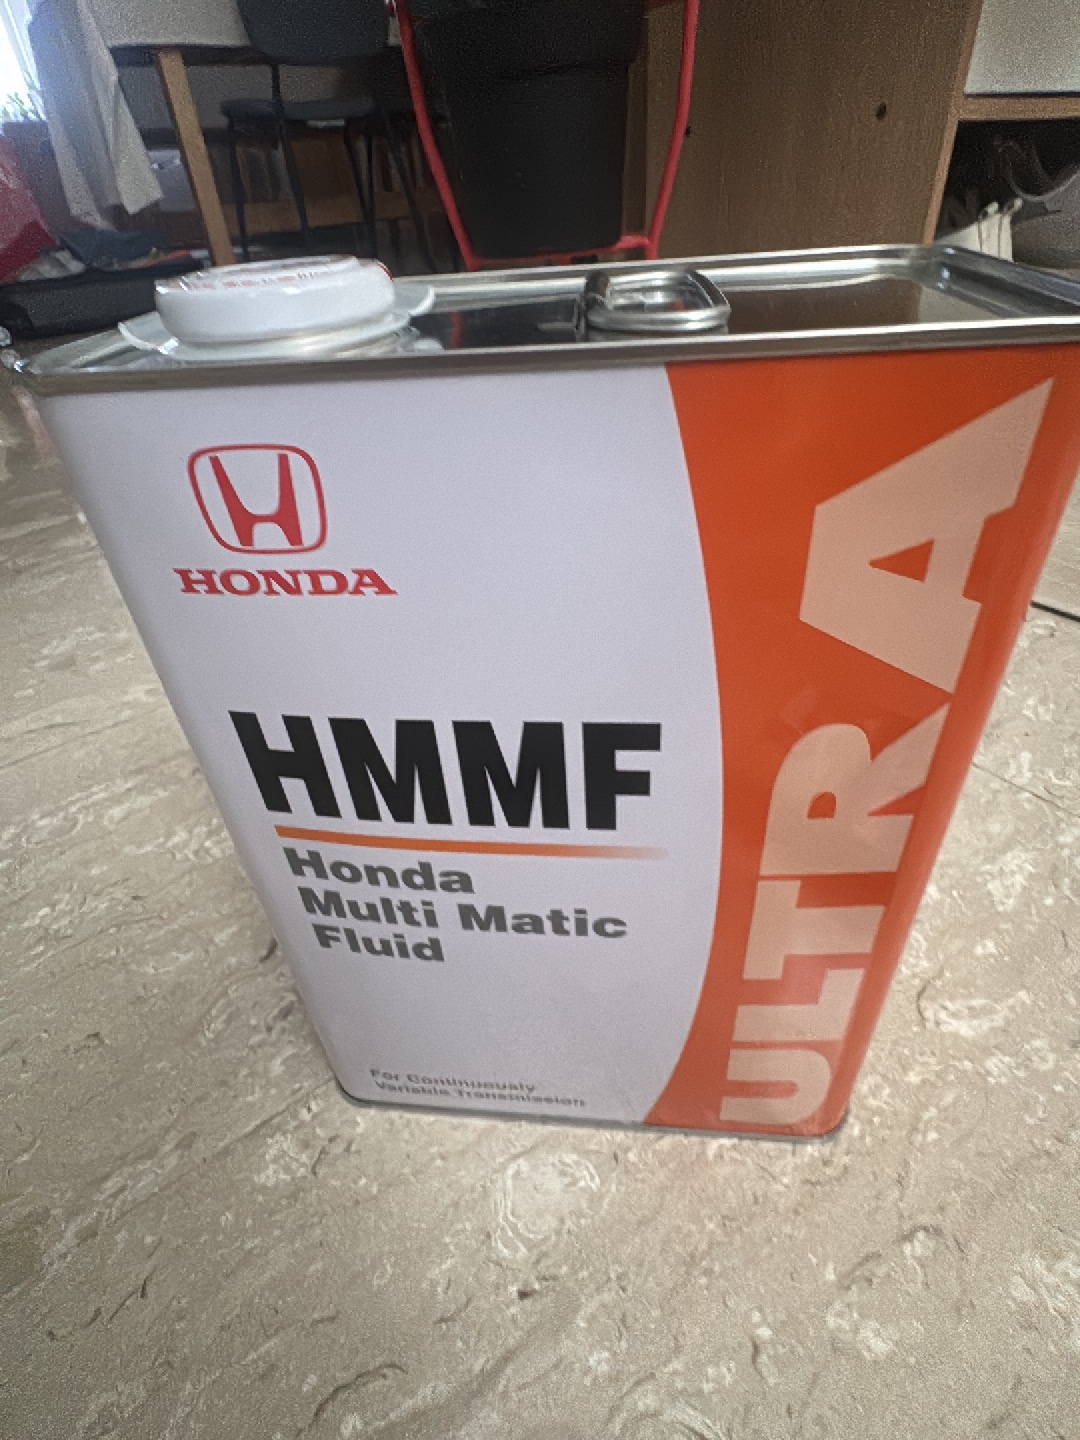 HONDA
HMMF
Honda
Multi Matic
Fluid
For Continuously
Variable Transmission
ULTRA